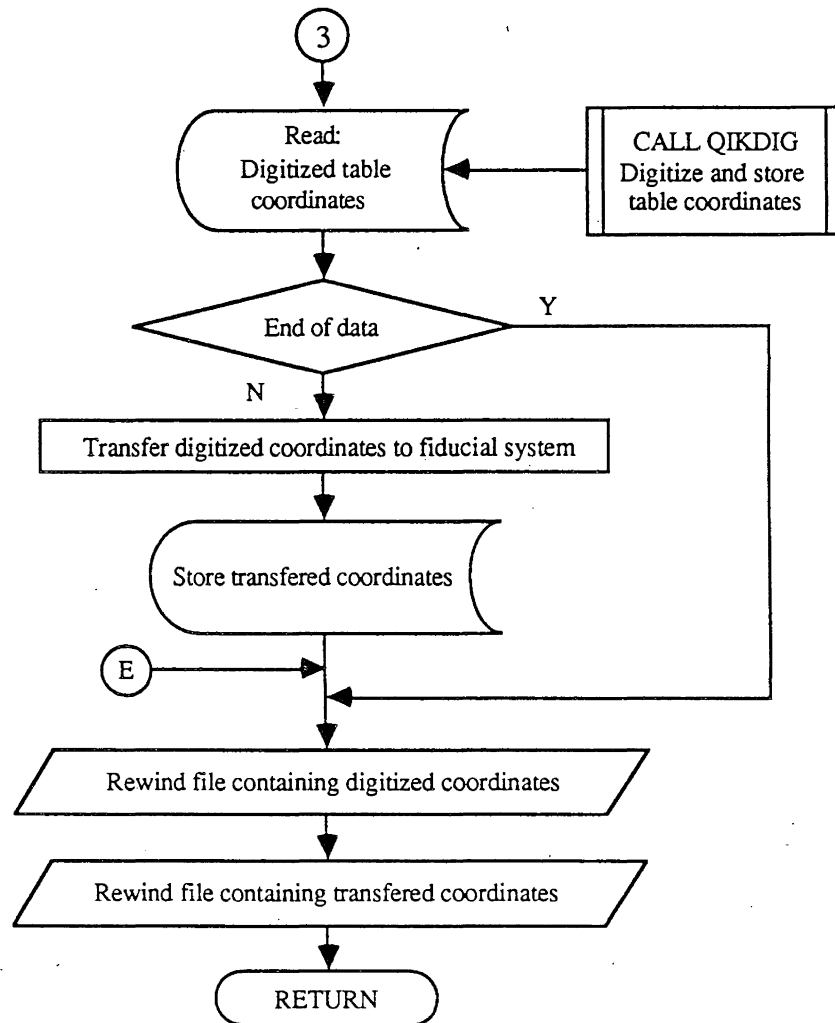 3
Read:
Digitized table
coordinates
CALL QIKDIG
Digitize and store
table coordinates
End of data
Y
N
Transfer digitized coordinates to fiducial system
Store transfered coordinates
E
Rewind file containing digitized coordinates
Rewind file containing transfered coordinates
RETURN